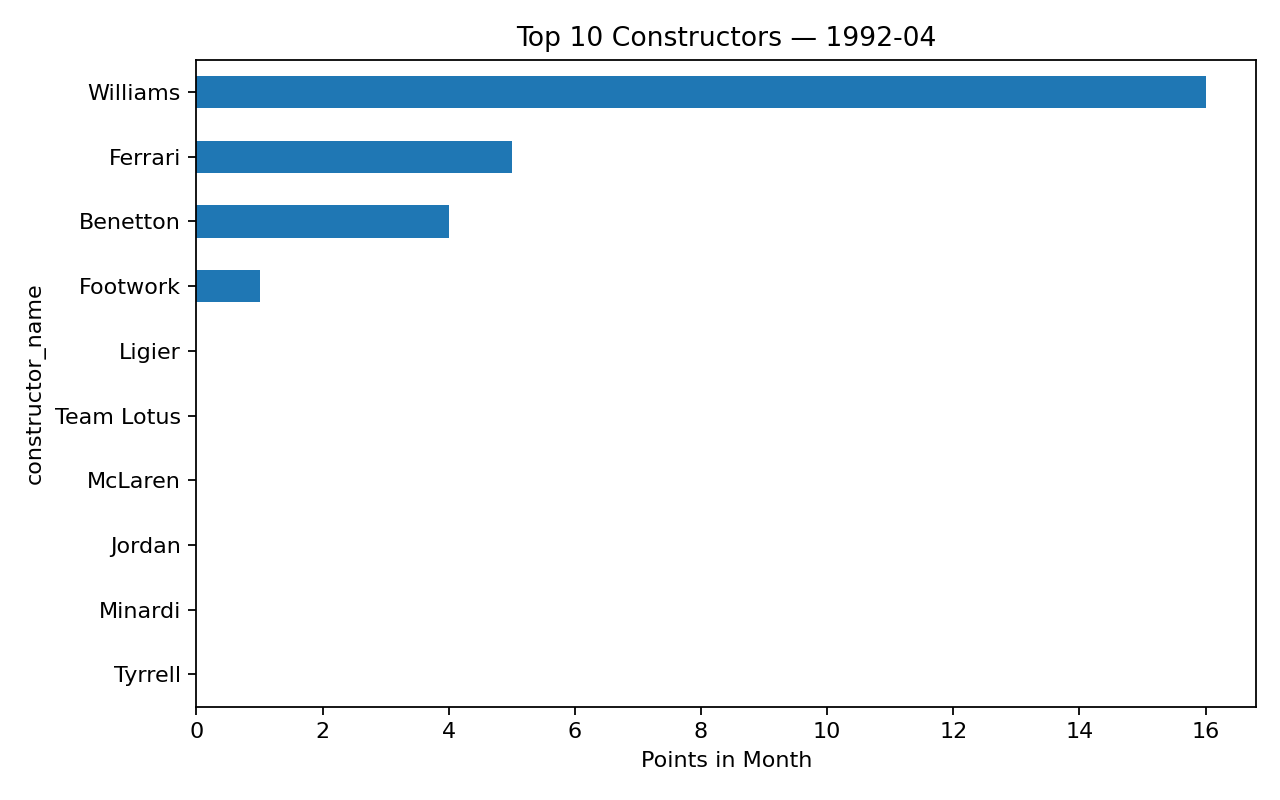 Top 10 Constructors — 1992-04
constructor_name
Williams
Ferrari
Benetton
Footwork
Ligier
Team Lotus
McLaren
Jordan
Minardi
Tyrrell
0 2 4 6 8 10 12 14 16
Points in Month